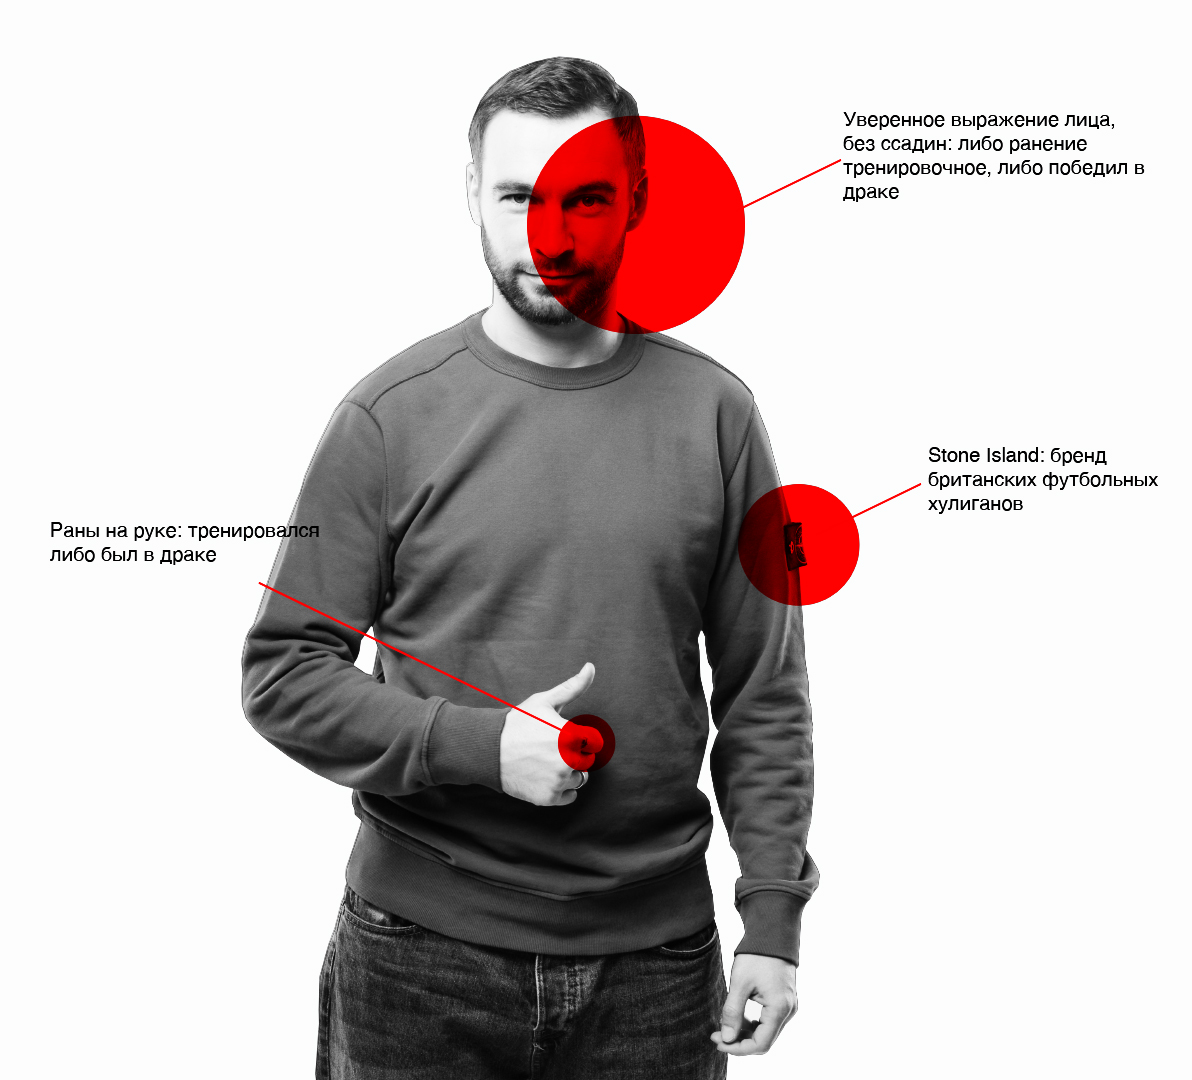 Уверенное выражение лица,
без ссадин: либо ранение
тренировочное, либо победил в
драке
Stone Island: бренд
британских футбольных
хулиганов
Раны на руке: тренировался
либо был в драке